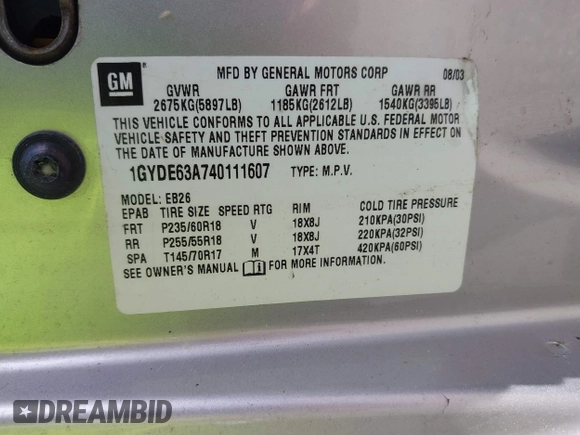 GM
MFD BY GENERAL MOTORS CORP 08/03
GVWR GAWR FRT GAWR RR
2675KG(5897LB) 1185KG(2612LB) 1540KG(3395LB)
THIS VEHICLE CONFORMS TO ALL APPLICABLE U.S. FEDERAL MOTOR
VEHICLE SAFETY AND THEFT PREVENTION STANDARDS IN EFFECT ON
THE DATE OF MANUFACTURE SHOWN ABOVE.
1GYDE63A740111607 TYPE: M.P.V.
MODEL: EB26
EPAB TIRE SIZE SPEED RTG RIM COLD TIRE PRESSURE
FRT P235/60R18 V 18X8J 210KPA(30PSI)
RR P255/55R18 V 18X8J 220KPA(32PSI)
SPA T145/70R17 M 17X4T 420KPA(60PSI)
SEE OWNER'S MANUAL i FOR MORE INFORMATION.
DREAMBID